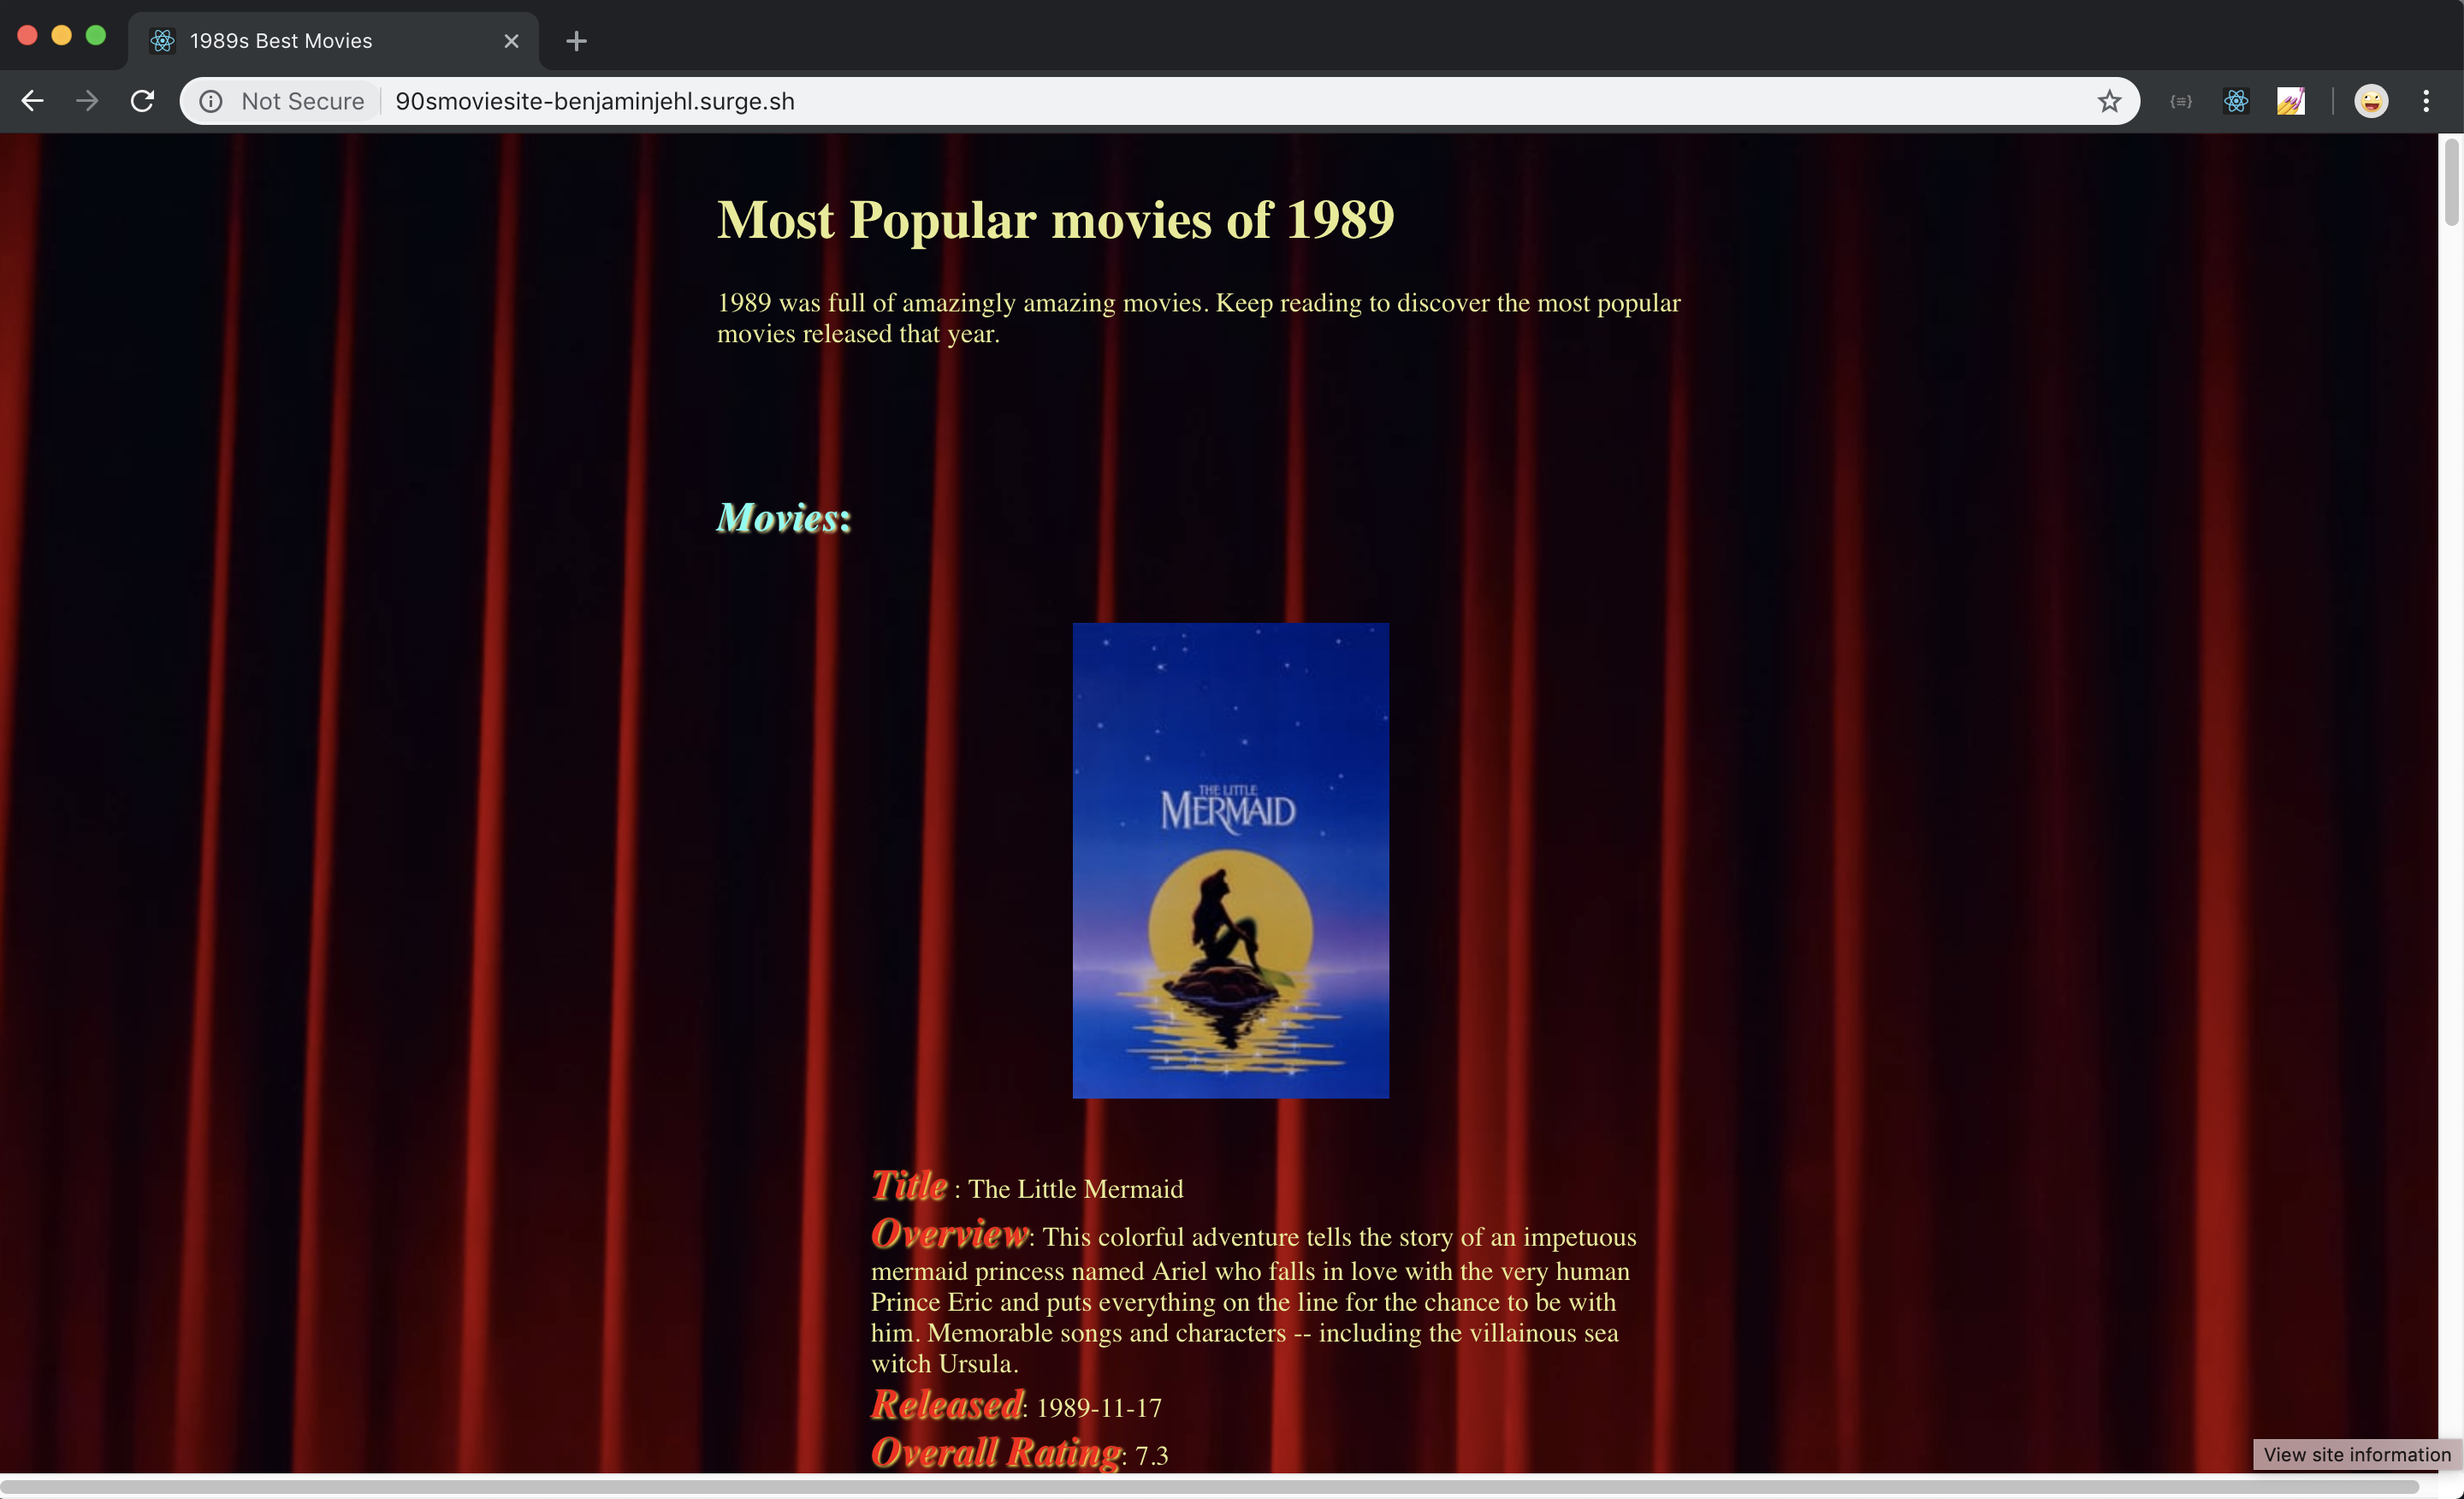 1989s Best Movies
Not Secure
90smoviesite-benjaminjehl.surge.sh
Most Popular movies of 1989
1989 was full of amazingly amazing movies. Keep reading to discover the most popular
movies released that year.
Movies:
THE LITTLE
MERMAID
Title : The Little Mermaid
Overview: This colorful adventure tells the story of an impetuous
mermaid princess named Ariel who falls in love with the very human
Prince Eric and puts everything on the line for the chance to be with
him. Memorable songs and characters -- including the villainous sea
witch Ursula.
Released: 1989-11-17
Overall Rating: 7.3
View site information